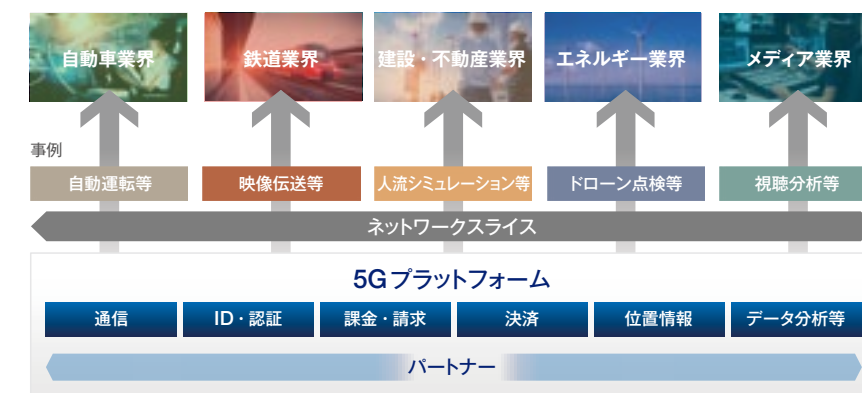 自動車業界
鉄道業界
建設・不動産業界
エネルギー業界
メディア業界
事例
自動運転等
映像伝送等
人流シミュレーション等
ドローン点検等
視聴分析等
ネットワークスライス
5Gプラットフォーム
通信
ID・認証
課金・請求
決済
位置情報
データ分析等
パートナー